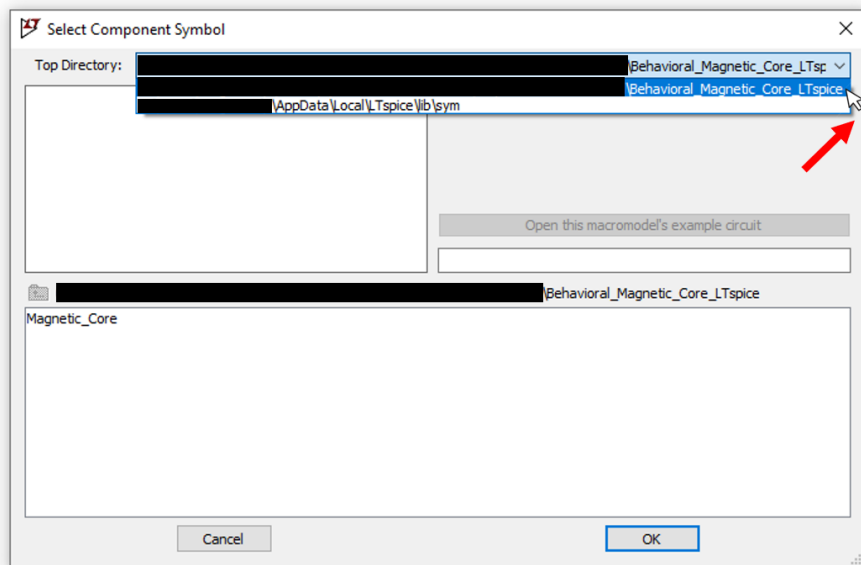 Select Component Symbol
Top Directory: \Behavioral_Magnetic_Core_LTsp
\Behavioral_Magnetic_Core_LTspice
\AppData\Local\LTspice\lib\sym
Open this macromodel's example circuit
\Behavioral_Magnetic_Core_LTspice
Magnetic_Core
Cancel OK